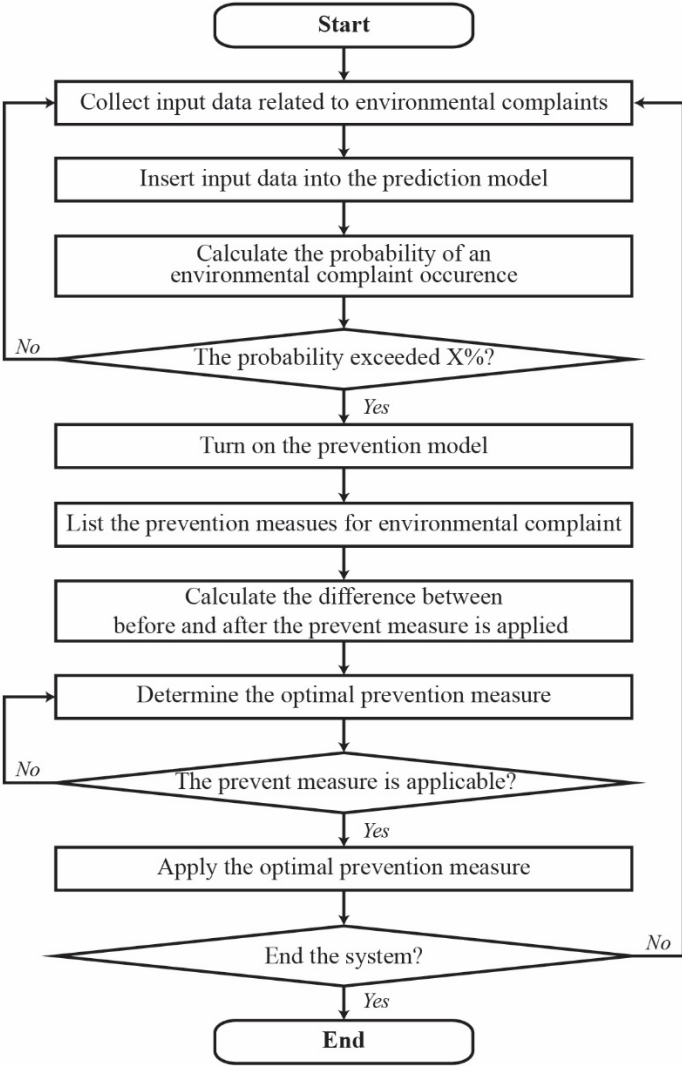 Start
Collect input data related to environmental complaints
Insert input data into the prediction model
Calculate the probability of an
environmental complaint occurence
The probability exceeded X%?
No
Yes
Turn on the prevention model
List the prevention measues for environmental complaint
Calculate the difference between
before and after the prevent measure is applied
Determine the optimal prevention measure
The prevent measure is applicable?
No
Yes
Apply the optimal prevention measure
End the system?
No
Yes
End